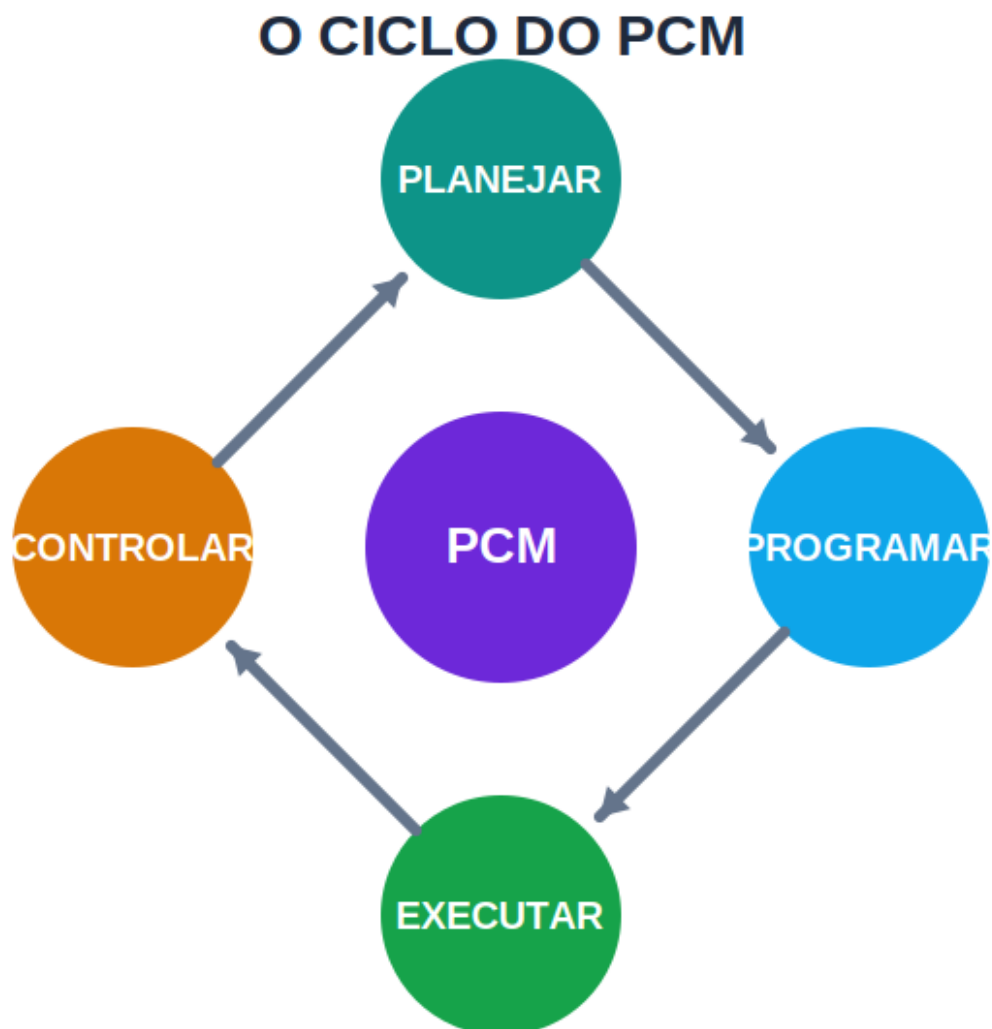 O CICLO DO PCM
PLANEJAR
CONTROLAR
PCM
PROGRAMAR
EXECUTAR